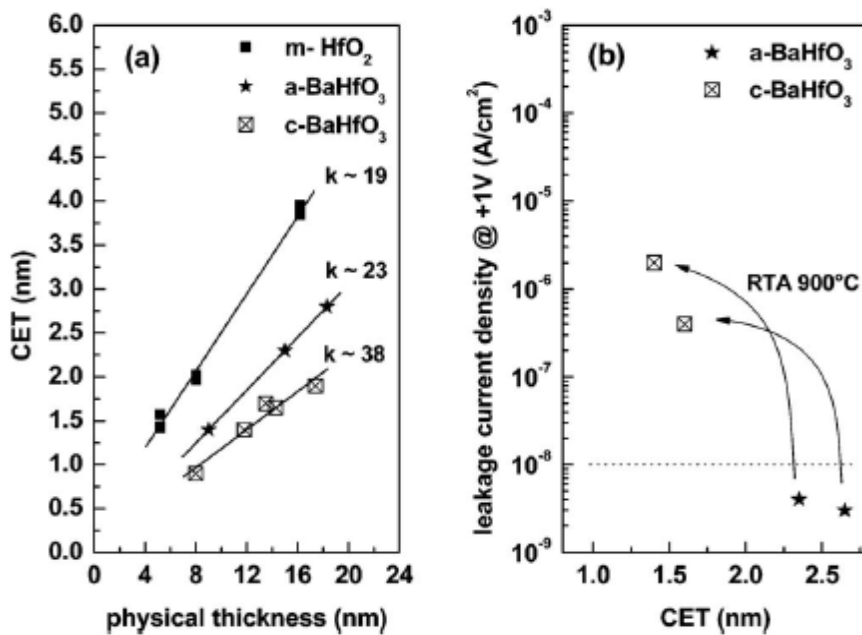 (a)
m- HfO₂
a-BaHfO₃
c-BaHfO₃
k ~ 19
k ~ 23
k ~ 38
CET (nm)
6.0
5.5
5.0
4.5
4.0
3.5
3.0
2.5
2.0
1.5
1.0
0.5
0.0
0 4 8 12 16 20 24
physical thickness (nm)
(b)
a-BaHfO₃
c-BaHfO₃
RTA 900°C
leakage current density @ +1V (A/cm²)
10⁻³
10⁻⁴
10⁻⁵
10⁻⁶
10⁻⁷
10⁻⁸
10⁻⁹
1.0 1.5 2.0 2.5
CET (nm)